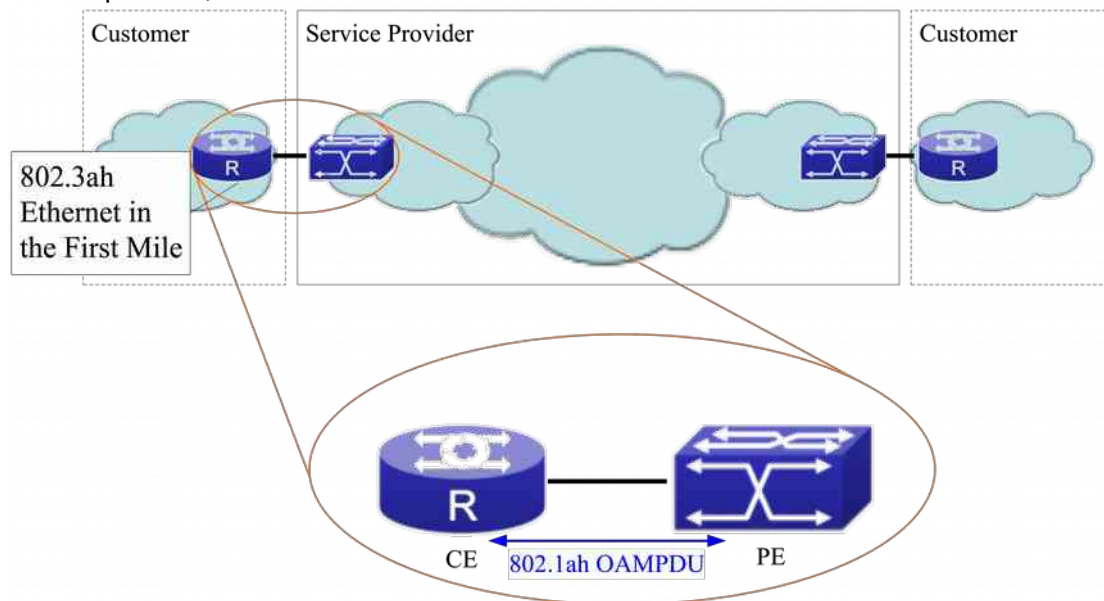 Customer
Service Provider
Customer
R
R
802.3ah
Ethernet in
the First Mile
R
CE
802.1ah OAMPDU
PE